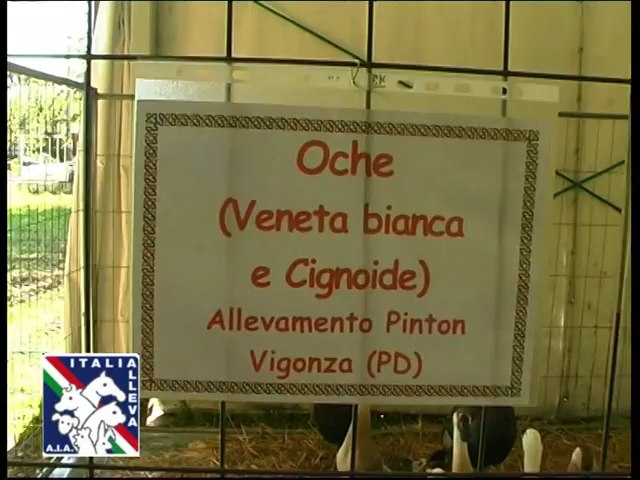 Oche
(Veneta bianca
e Cignoide)
Allevamento Pinton
Vigonza (PD)
ITALIA
ALLEVA
A.I.A.